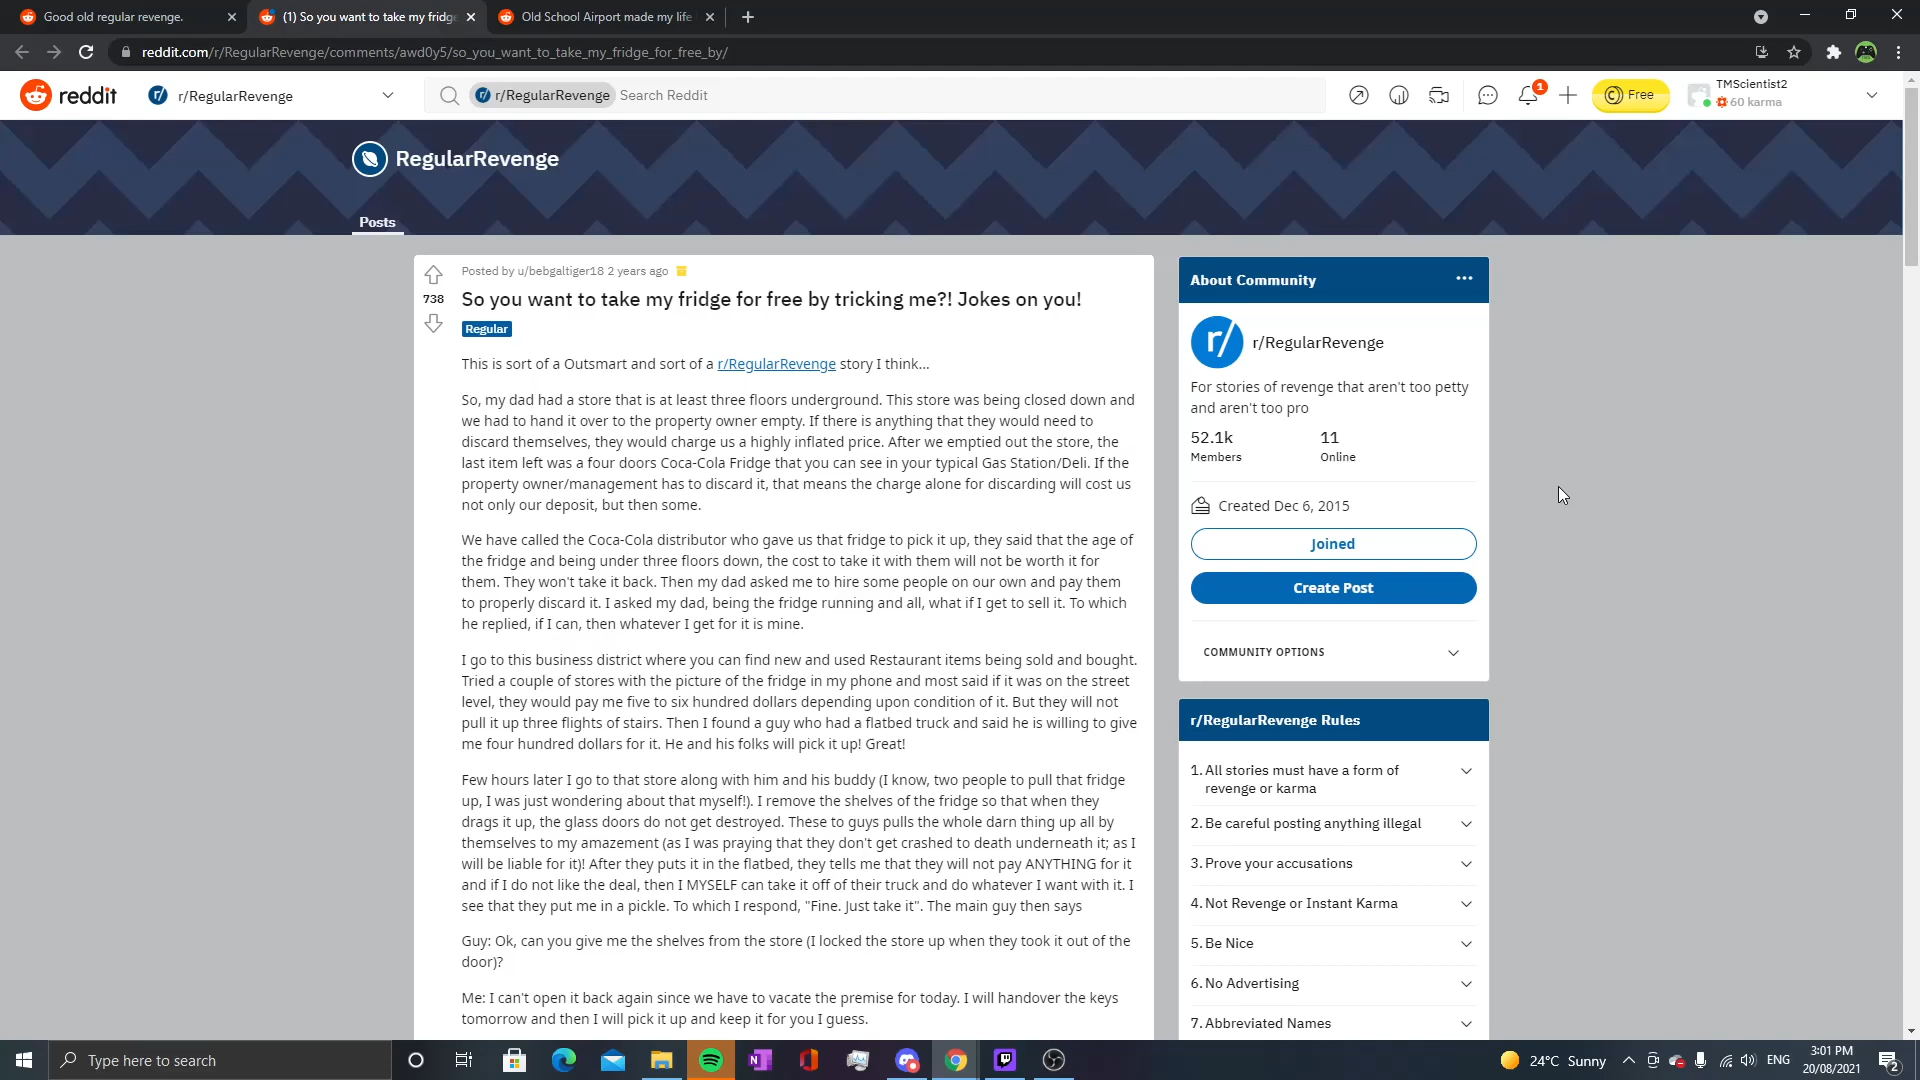 Good old regular revenge.
(1) So you want to take my fridge
Old School Airport made my life
reddit.com/r/RegularRevenge/comments/awd0y5/so_you_want_to_take_my_fridge_for_free_by/
reddit
r/RegularRevenge
r/RegularRevenge Search Reddit
1
Free
TMScientist2
60 karma
RegularRevenge
Posts
Posted by u/bebgaltiger18 2 years ago
738
So you want to take my fridge for free by tricking me?! Jokes on you!
Regular
This is sort of a Outsmart and sort of a r/RegularRevenge story I think...
So, my dad had a store that is at least three floors underground. This store was being closed down and
we had to hand it over to the property owner empty. If there is anything that they would need to
discard themselves, they would charge us a highly inflated price. After we emptied out the store, the
last item left was a four doors Coca-Cola Fridge that you can see in your typical Gas Station/Deli. If the
property owner/management has to discard it, that means the charge alone for discarding will cost us
not only our deposit, but then some.
We have called the Coca-Cola distributor who gave us that fridge to pick it up, they said that the age of
the fridge and being under three floors down, the cost to take it with them will not be worth it for
them. They won't take it back. Then my dad asked me to hire some people on our own and pay them
to properly discard it. I asked my dad, being the fridge running and all, what if I get to sell it. To which
he replied, if I can, then whatever I get for it is mine.
I go to this business district where you can find new and used Restaurant items being sold and bought.
Tried a couple of stores with the picture of the fridge in my phone and most said if it was on the street
level, they would pay me five to six hundred dollars depending upon condition of it. But they will not
pull it up three flights of stairs. Then I found a guy who had a flatbed truck and said he is willing to give
me four hundred dollars for it. He and his folks will pick it up! Great!
Few hours later I go to that store along with him and his buddy (I know, two people to pull that fridge
up, I was just wondering about that myself!). I remove the shelves of the fridge so that when they
drags it up, the glass doors do not get destroyed. These to guys pulls the whole darn thing up all by
themselves to my amazement (as I was praying that they don't get crashed to death underneath it; as I
will be liable for it)! After they puts it in the flatbed, they tells me that they will not pay ANYTHING for it
and if I do not like the deal, then I MYSELF can take it off of their truck and do whatever I want with it. I
see that they put me in a pickle. To which I respond, "Fine. Just take it". The main guy then says
Guy: Ok, can you give me the shelves from the store (I locked the store up when they took it out of the
door)?
Me: I can't open it back again since we have to vacate the premise for today. I will handover the keys
tomorrow and then I will pick it up and keep it for you I guess.
About Community
r/RegularRevenge
For stories of revenge that aren't too petty
and aren't too pro
52.1k 11
Members Online
Created Dec 6, 2015
Joined
Create Post
COMMUNITY OPTIONS
r/RegularRevenge Rules
1. All stories must have a form of
revenge or karma
2. Be careful posting anything illegal
3. Prove your accusations
4. Not Revenge or Instant Karma
5. Be Nice
6. No Advertising
7. Abbreviated Names
Type here to search
24°C Sunny
ENG
3:01 PM
20/08/2021
2